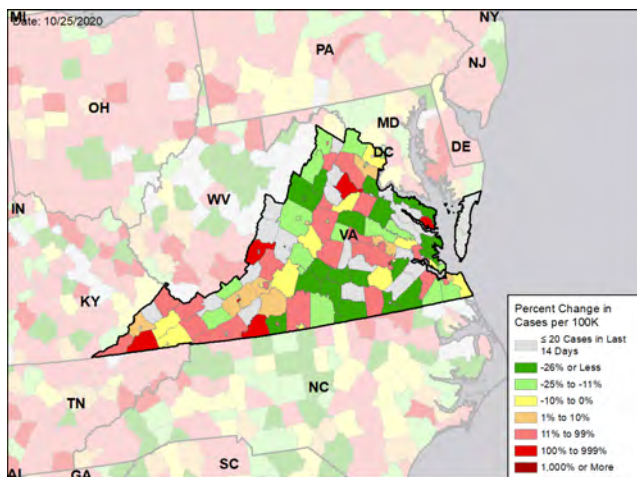 MI
Date: 10/25/2020
NY
PA
NJ
OH
MD
DE
DC
WV
IN
VA
KY
NC
TN
SC
AL
GA
Percent Change in
Cases per 100K
≤ 20 Cases in Last
14 Days
-26% or Less
-25% to -11%
-10% to 0%
1% to 10%
11% to 99%
100% to 999%
1,000% or More